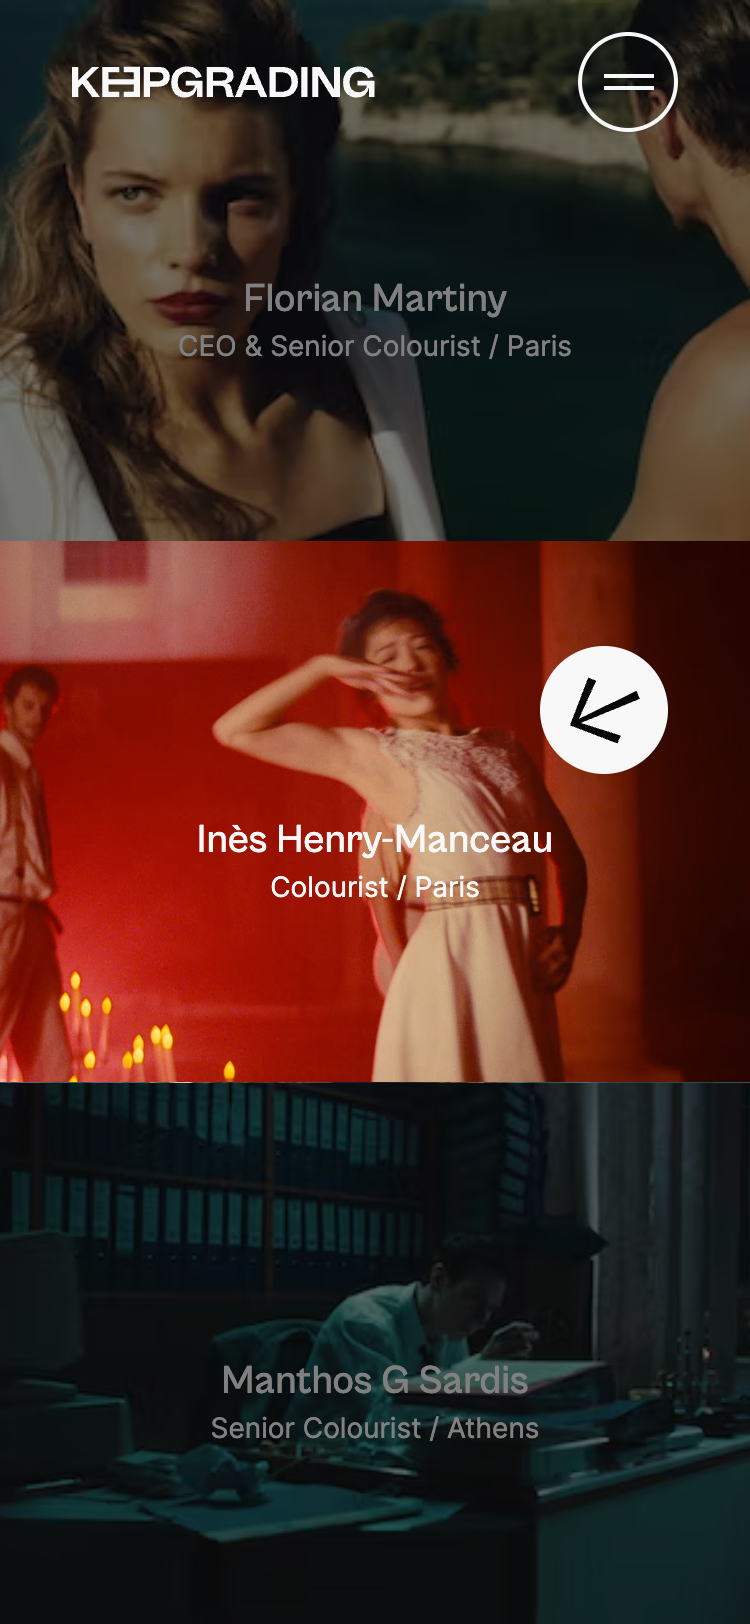 KEEPGRADING
Florian Martiny
CEO & Senior Colourist / Paris
Inès Henry-Manceau
Colourist / Paris
Manthos G Sardis
Senior Colourist / Athens